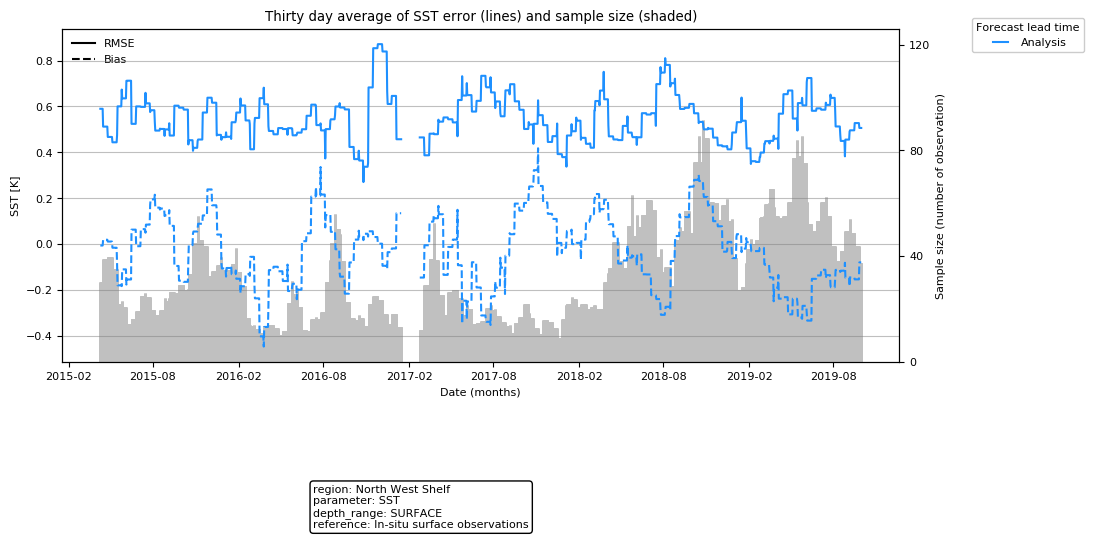 Thirty day average of SST error (lines) and sample size (shaded)
Forecast lead time
Analysis
RMSE
Bias
SST [K]
0.8
0.6
0.4
0.2
0.0
−0.2
−0.4
120
80
40
0
Sample size (number of observation)
2015-02 2015-08 2016-02 2016-08 2017-02 2017-08 2018-02 2018-08 2019-02 2019-08
Date (months)
region: North West Shelf
parameter: SST
depth_range: SURFACE
reference: In-situ surface observations